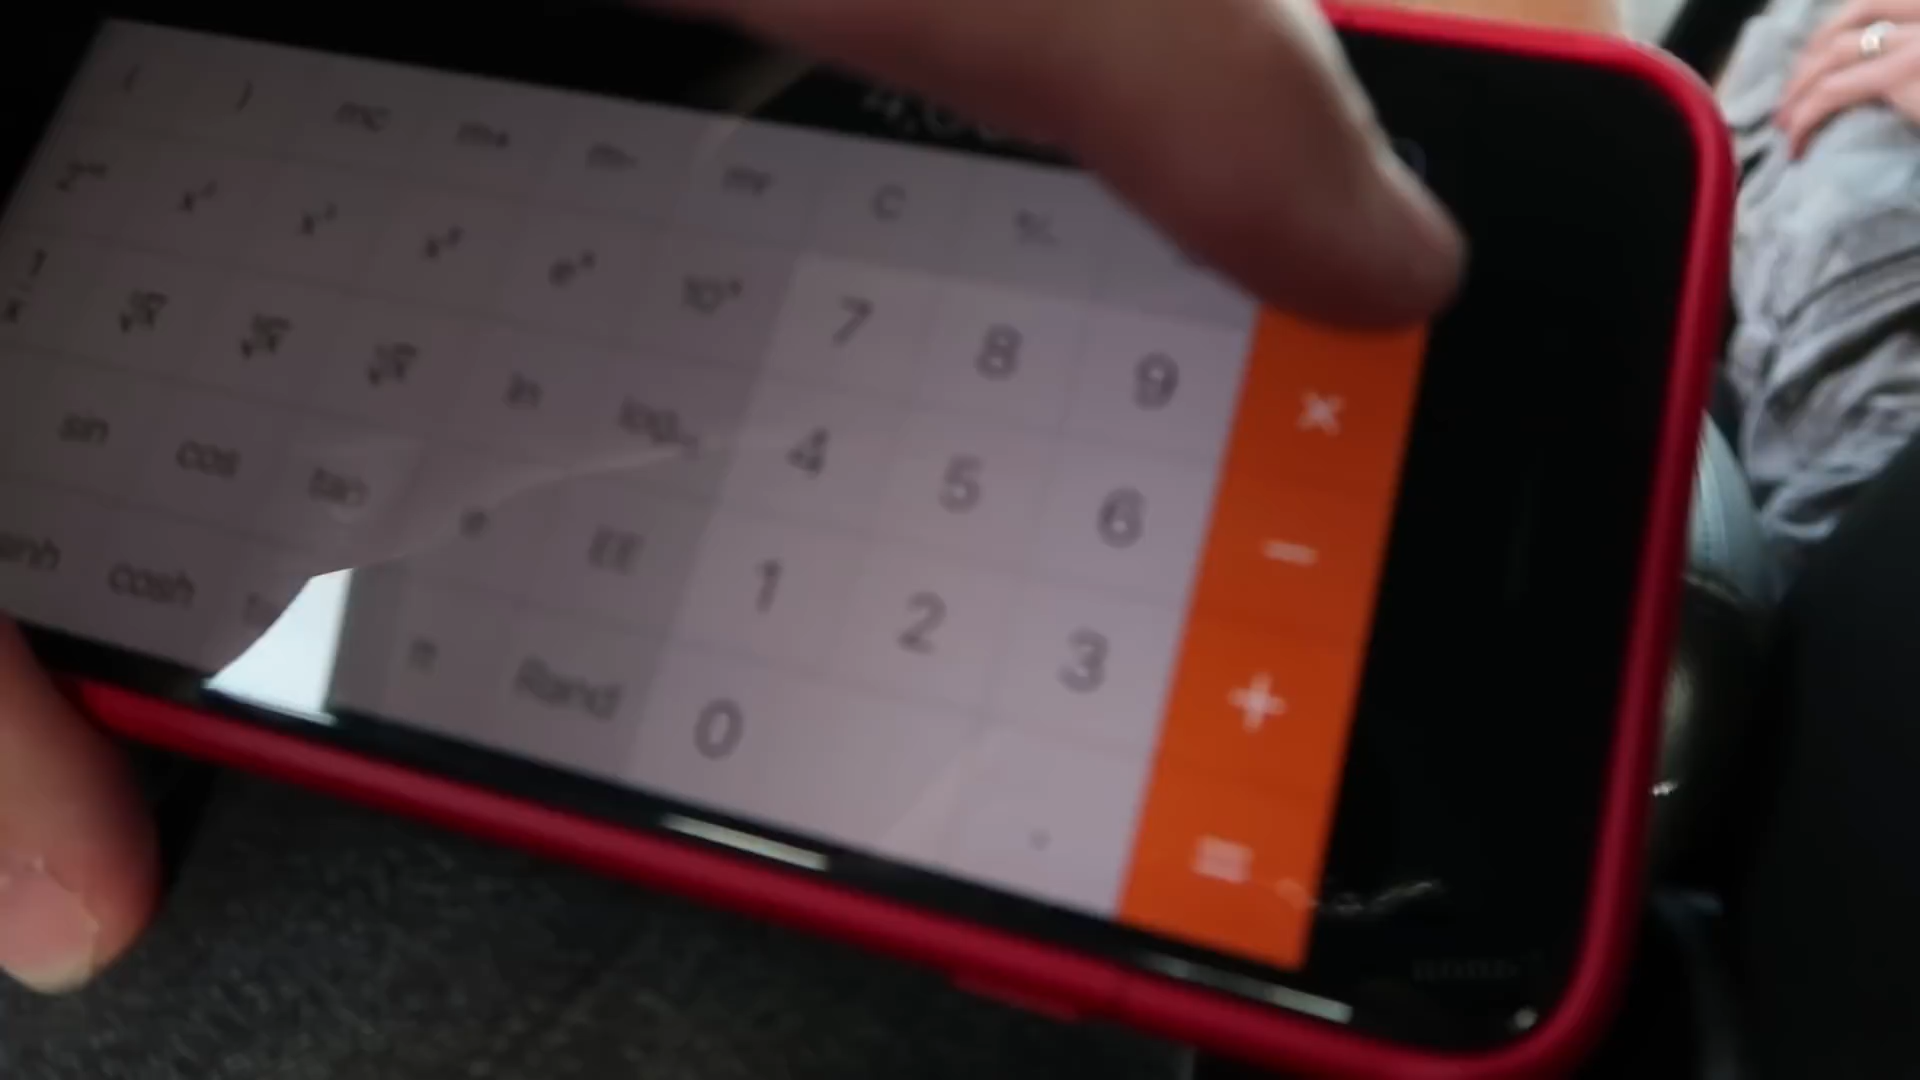 ( ) mc m+ m- mr C
x² x³ eˣ 10ˣ 7 8 9 ×
1/x ln log₁₀ 4 5 6 −
sin cos tan e EE 1 2 3 +
cosh π Rand 0 . =